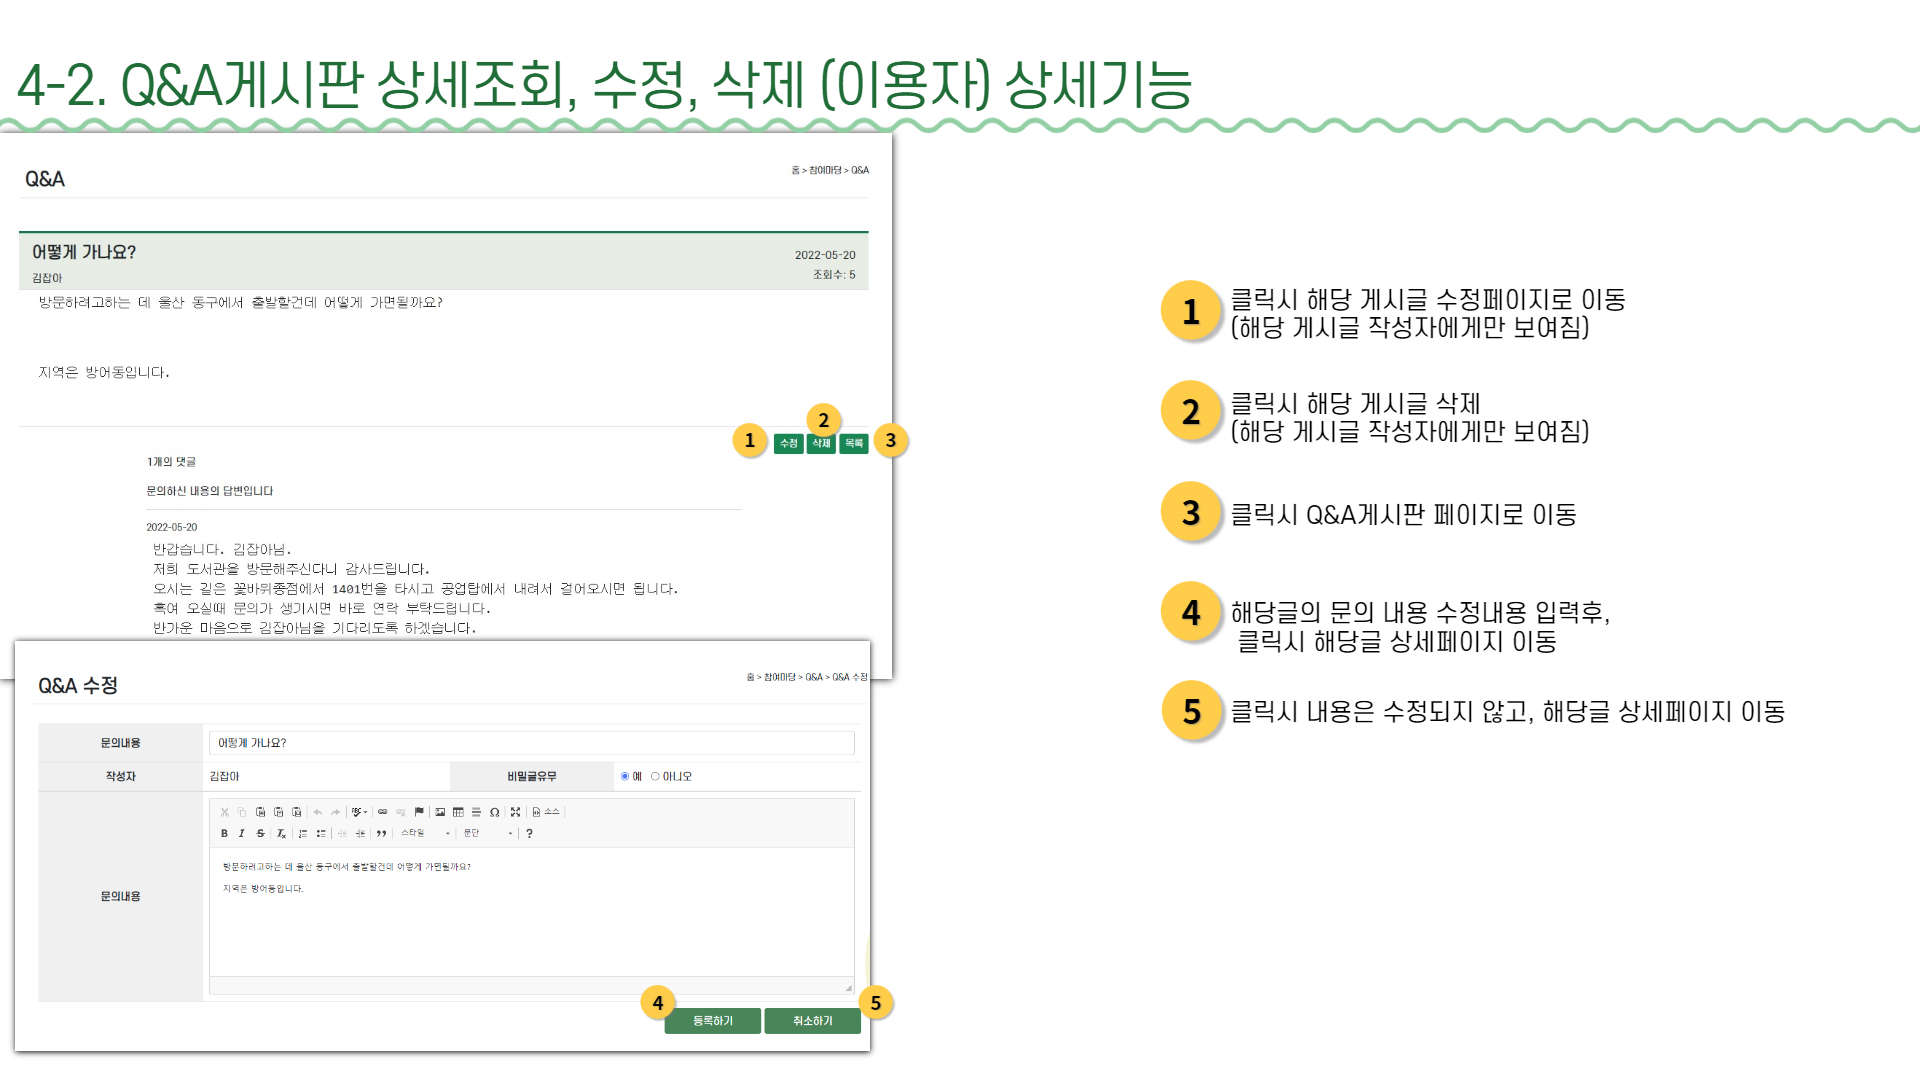 4-2. Q&A게시판 상세조회, 수정, 삭제 (이용자) 상세기능
Q&A
홈 > 참여마당 > Q&A
어떻게 가나요?
2022-05-20
김잡아
조회수: 5
방문하려고하는 데 울산 동구에서 출발할건데 어떻게 가면될까요?
지역은 방어동입니다.
1
2
수정
삭제
목록
3
1개의 댓글
문의하신 내용의 답변입니다
2022-05-20
반갑습니다. 김잡아님.
저희 도서관을 방문해주신다니 감사드립니다.
오시는 길은 꽃바위종점에서 1401번을 타시고 공업탑에서 내려서 걸어오시면 됩니다.
혹여 오실때 문의가 생기시면 바로 연락 부탁드립니다.
반가운 마음으로 김잡아님을 기다리도록 하겠습니다.
Q&A 수정
홈 > 참여마당 > Q&A > Q&A 수정
문의내용
어떻게 가나요?
작성자
김잡아
비밀글유무
예
아니오
소스
스타일
문단
문의내용
방문하려고하는 데 울산 동구에서 출발할건데 어떻게 가면될까요?
지역은 방어동입니다.
4
등록하기
취소하기
5
1 클릭시 해당 게시글 수정페이지로 이동
(해당 게시글 작성자에게만 보여짐)
2 클릭시 해당 게시글 삭제
(해당 게시글 작성자에게만 보여짐)
3 클릭시 Q&A게시판 페이지로 이동
4 해당글의 문의 내용 수정내용 입력후,
클릭시 해당글 상세페이지 이동
5 클릭시 내용은 수정되지 않고, 해당글 상세페이지 이동